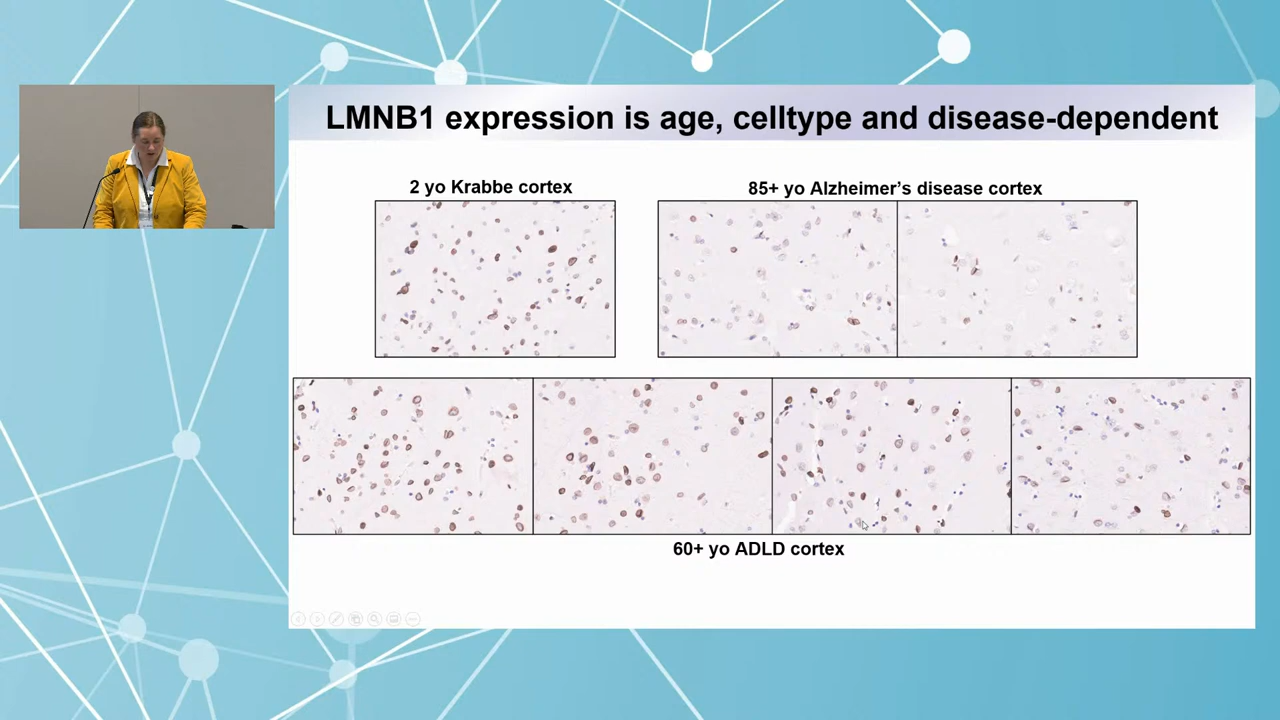 LMNB1 expression is age, celltype and disease-dependent
2 yo Krabbe cortex
85+ yo Alzheimer's disease cortex
60+ yo ADLD cortex